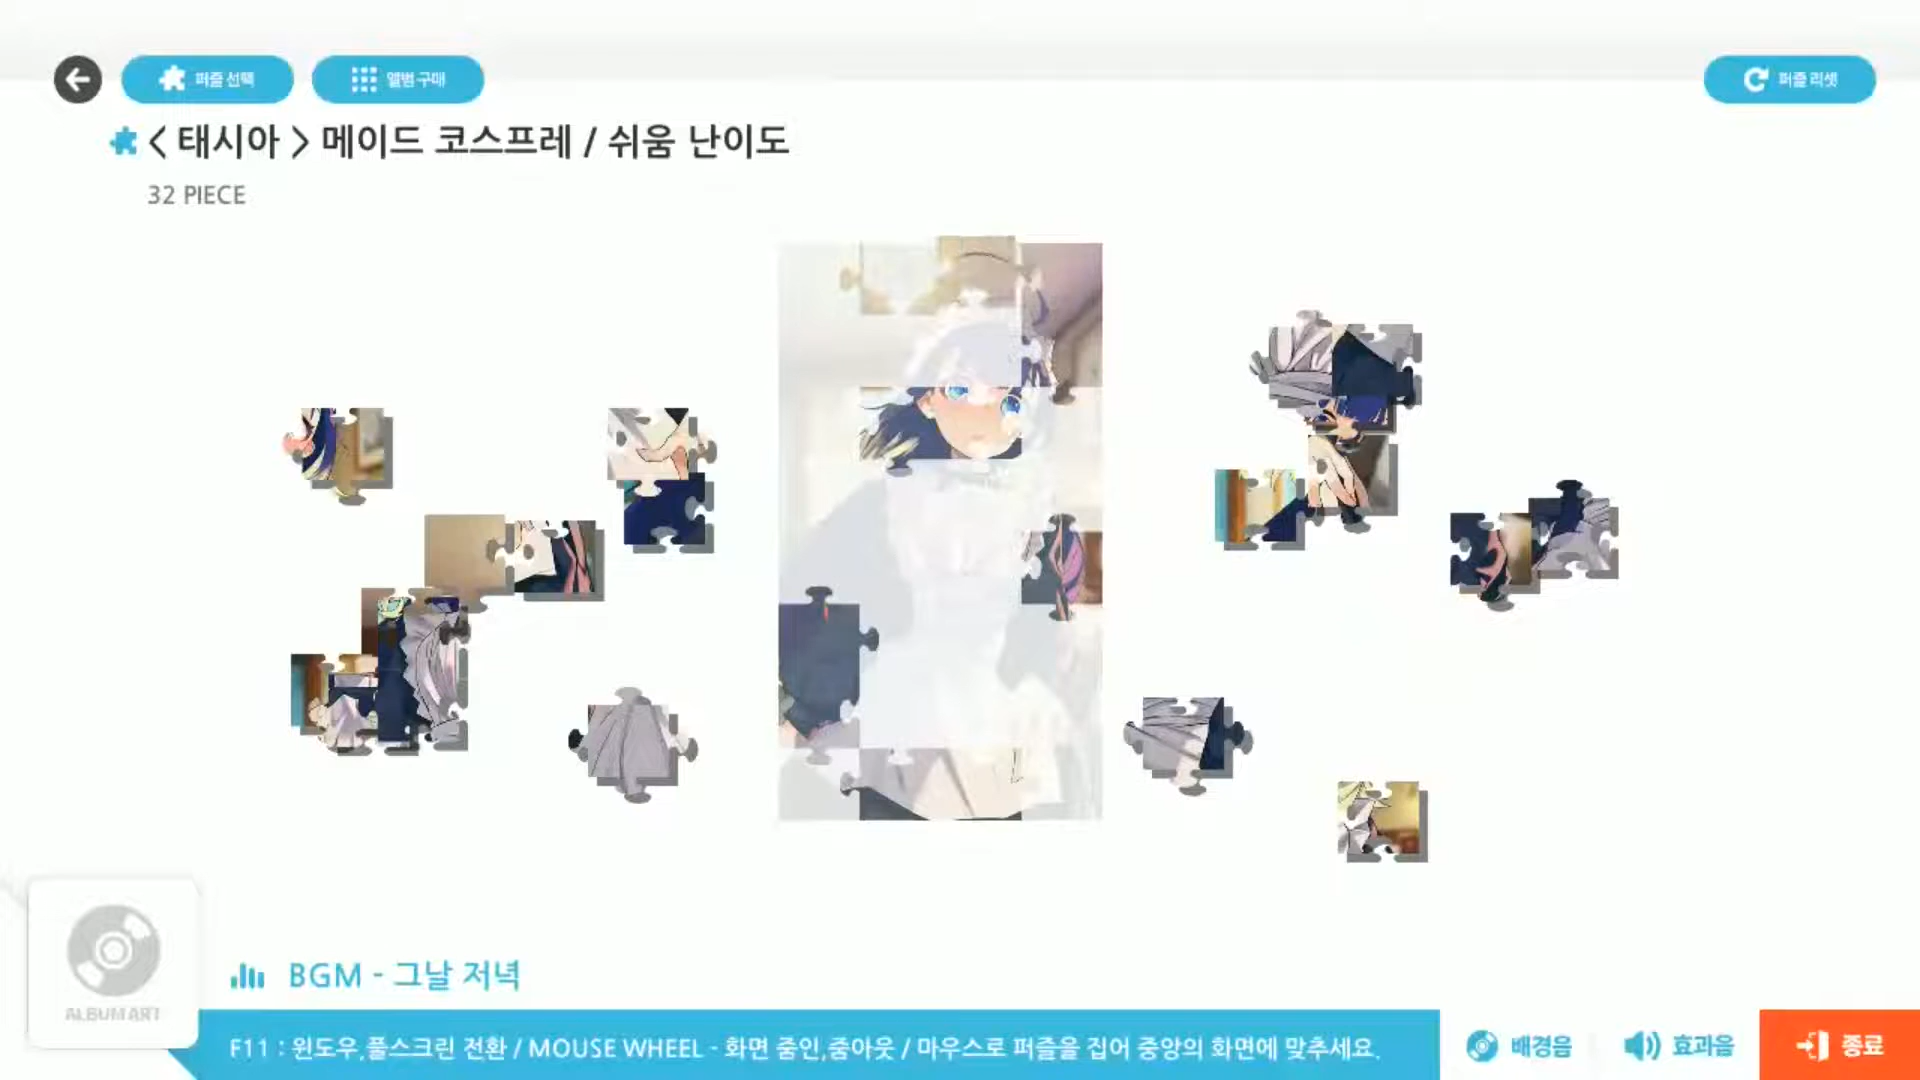 퍼즐 선택
앨범 구매
퍼즐 리셋
< 태시아 > 메이드 코스프레 / 쉬움 난이도
32 PIECE
ALBUM ART
BGM - 그날 저녁
F11 : 윈도우,풀스크린 전환 / MOUSE WHEEL - 화면 줌인,줌아웃 / 마우스로 퍼즐을 집어 중앙의 화면에 맞추세요.
배경음
효과음
종료